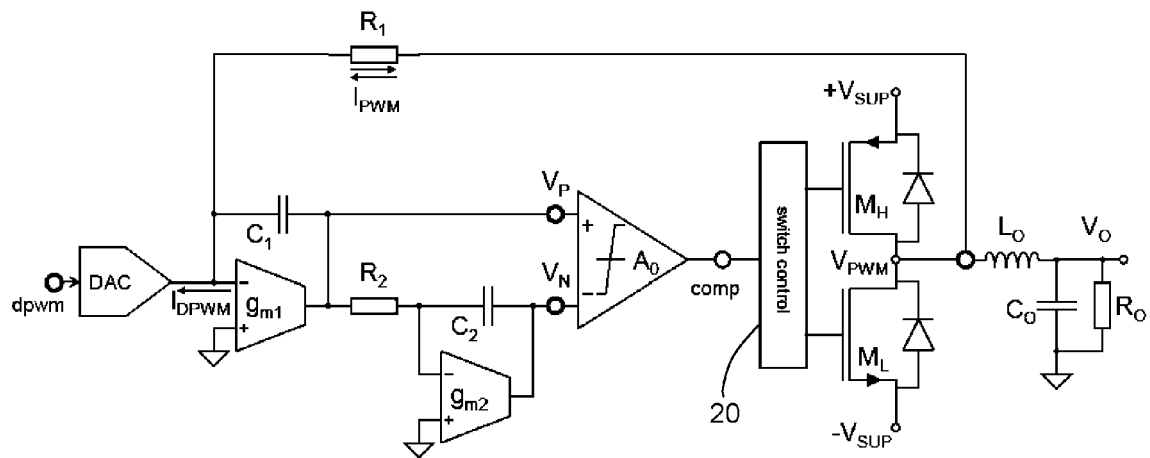 R1
IPWM
+VSUP
VP
MH
C1
+
A0
switch control
LO
VO
DAC
dpwm
IDPWM
−
gm1
+
R2
VN
−
comp
VPWM
C2
CO
RO
−
gm2
+
20
ML
-VSUP